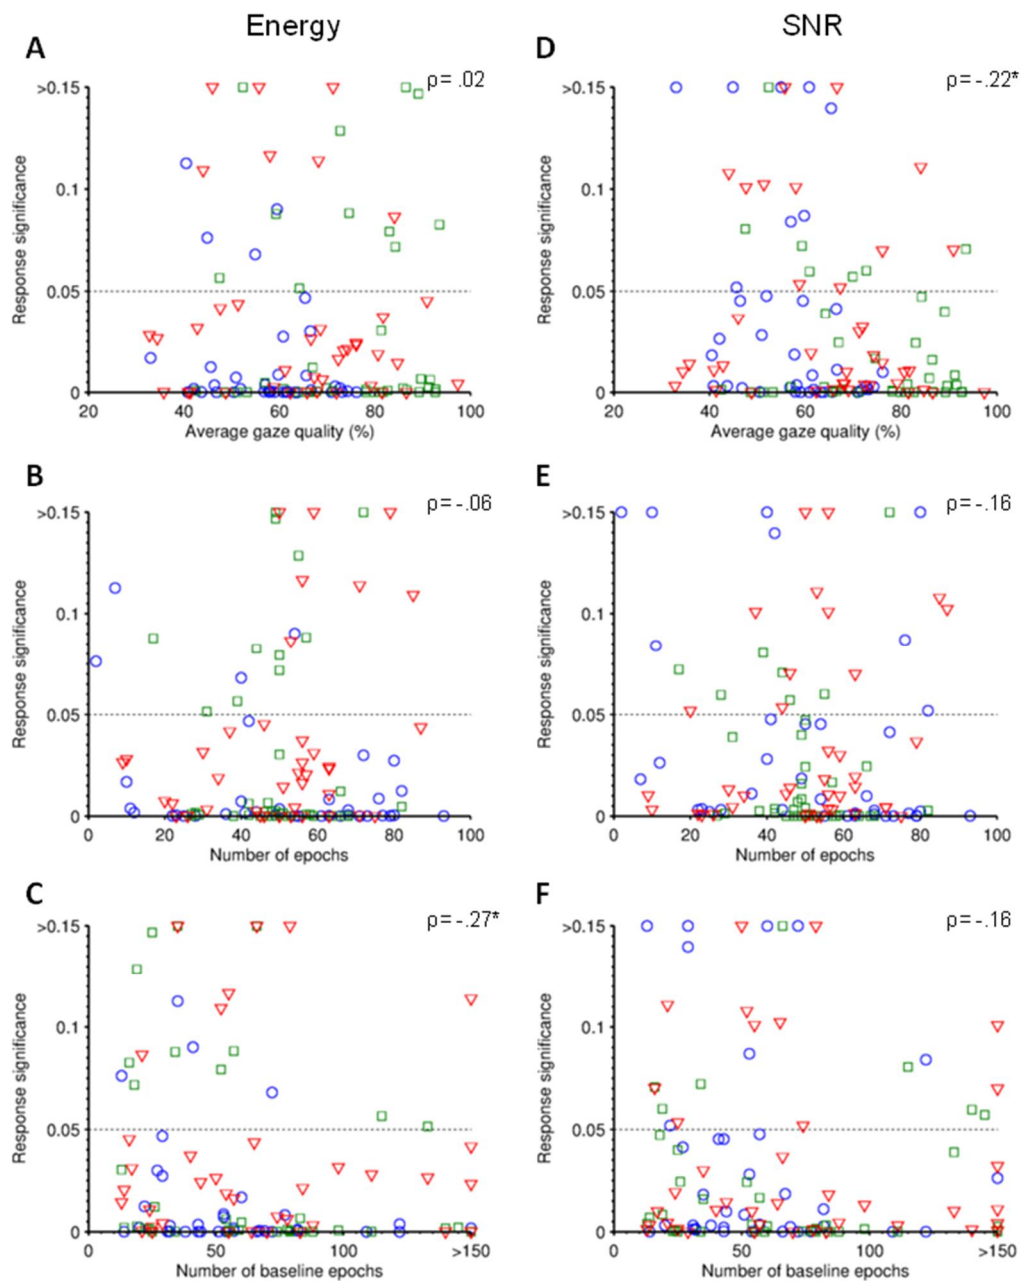 Energy
SNR
A
ρ= .02
>0.15
0.1
0.05
0
Response significance
20
40
60
80
100
Average gaze quality (%)
D
ρ= -.22*
>0.15
0.1
0.05
0
Response significance
20
40
60
80
100
Average gaze quality (%)
B
ρ= -.06
>0.15
0.1
0.05
0
Response significance
0
20
40
60
80
100
Number of epochs
E
ρ= -.16
>0.15
0.1
0.05
0
Response significance
0
20
40
60
80
100
Number of epochs
C
ρ= -.27*
>0.15
0.1
0.05
0
Response significance
0
50
100
>150
Number of baseline epochs
F
ρ= -.16
>0.15
0.1
0.05
0
Response significance
0
50
100
>150
Number of baseline epochs